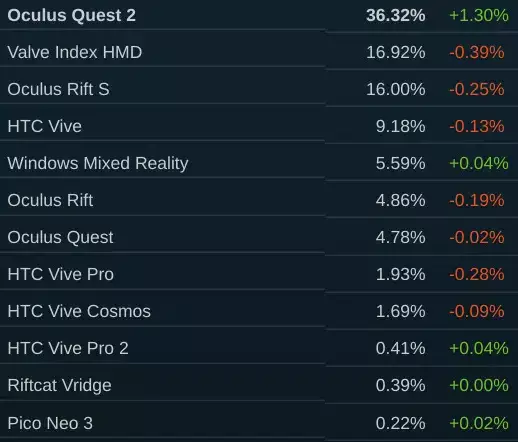 Oculus Quest 2 36.32% +1.30%
Valve Index HMD 16.92% -0.39%
Oculus Rift S 16.00% -0.25%
HTC Vive 9.18% -0.13%
Windows Mixed Reality 5.59% +0.04%
Oculus Rift 4.86% -0.19%
Oculus Quest 4.78% -0.02%
HTC Vive Pro 1.93% -0.28%
HTC Vive Cosmos 1.69% -0.09%
HTC Vive Pro 2 0.41% +0.04%
Riftcat Vridge 0.39% +0.00%
Pico Neo 3 0.22% +0.02%